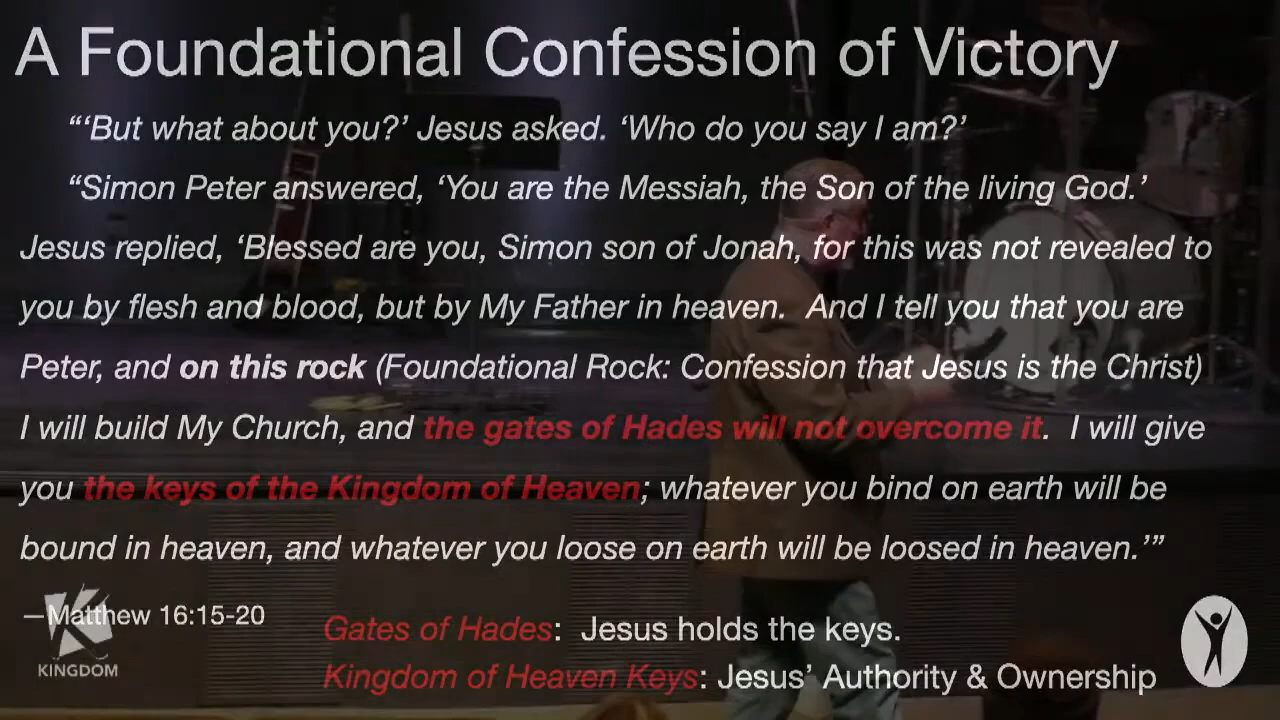 A Foundational Confession of Victory
“‘But what about you?’ Jesus asked. ‘Who do you say I am?’
“Simon Peter answered, ‘You are the Messiah, the Son of the living God.’
Jesus replied, ‘Blessed are you, Simon son of Jonah, for this was not revealed to
you by flesh and blood, but by My Father in heaven.  And I tell you that you are
Peter, and on this rock (Foundational Rock: Confession that Jesus is the Christ)
I will build My Church, and the gates of Hades will not overcome it.  I will give
you the keys of the Kingdom of Heaven; whatever you bind on earth will be
bound in heaven, and whatever you loose on earth will be loosed in heaven.’”
—Matthew 16:15-20
Gates of Hades:  Jesus holds the keys.
Kingdom of Heaven Keys: Jesus’ Authority & Ownership
K
KINGDOM